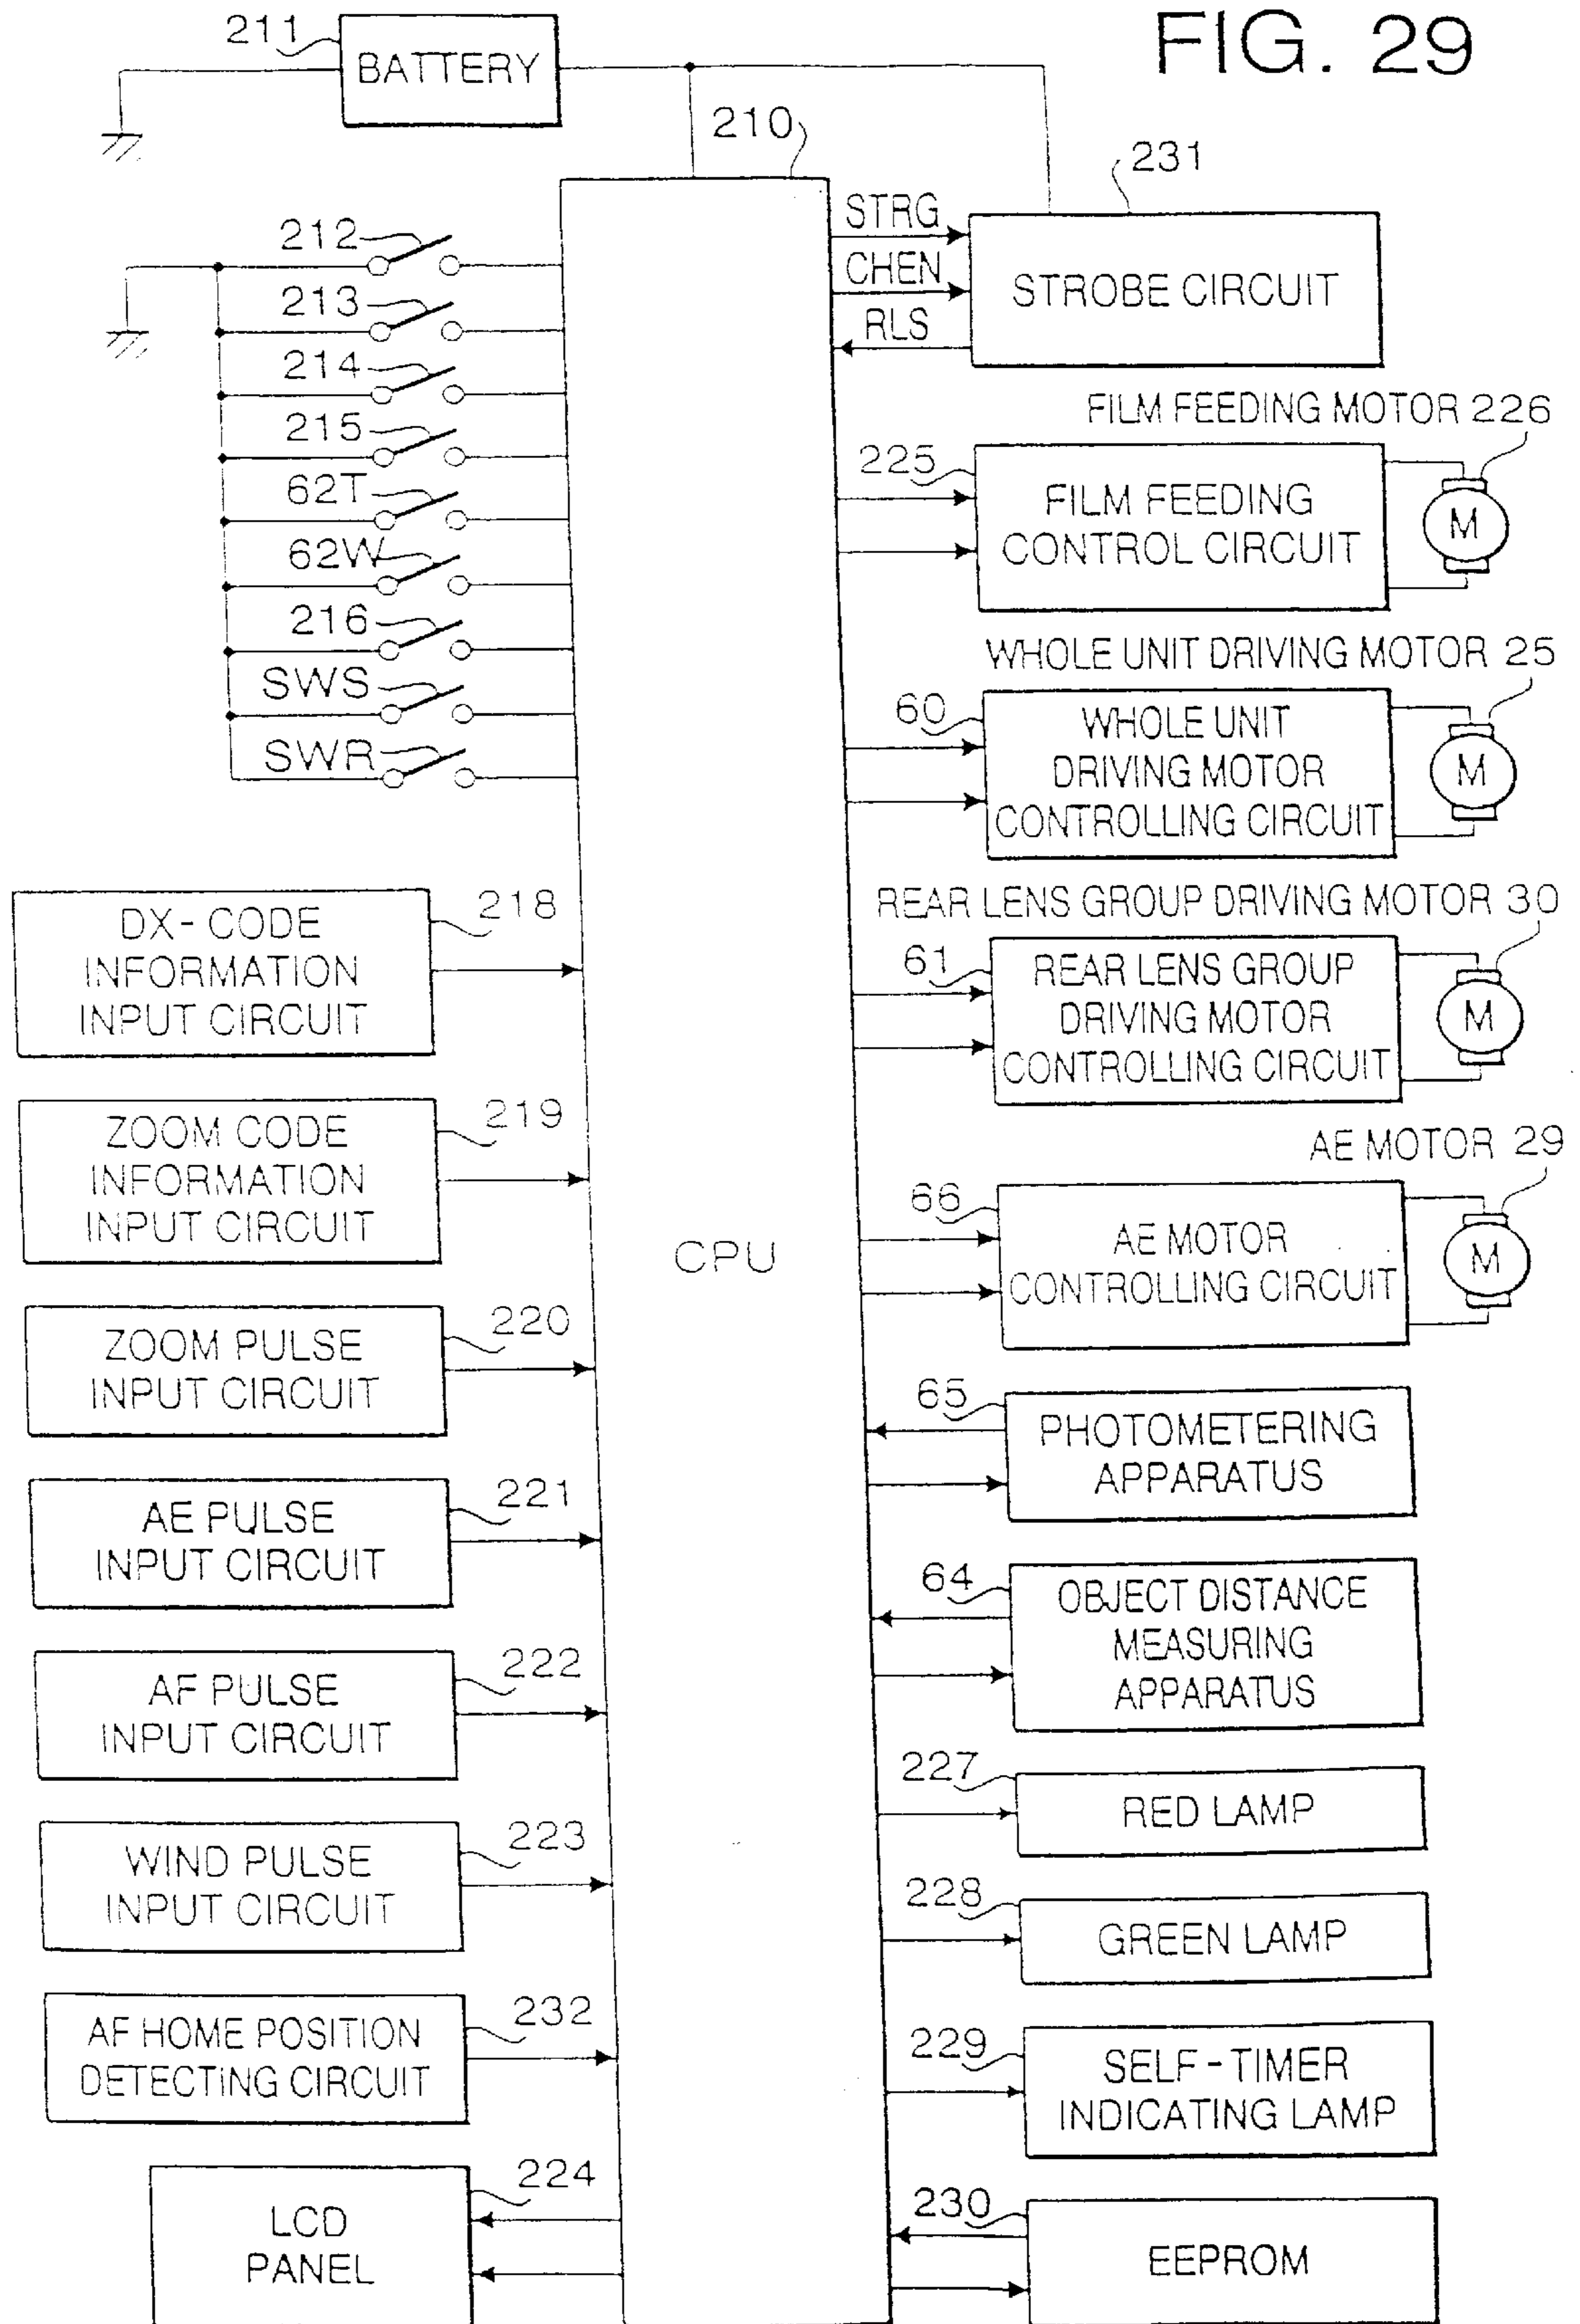 FIG. 29
211
BATTERY
210
231
STRG
CHEN
RLS
STROBE CIRCUIT
212
213
214
215
62T
62W
216
SWS
SWR
FILM FEEDING MOTOR 226
225
FILM FEEDING
CONTROL CIRCUIT
M
WHOLE UNIT DRIVING MOTOR 25
60
WHOLE UNIT
DRIVING MOTOR
CONTROLLING CIRCUIT
M
REAR LENS GROUP DRIVING MOTOR 30
61
REAR LENS GROUP
DRIVING MOTOR
CONTROLLING CIRCUIT
M
AE MOTOR 29
66
AE MOTOR
CONTROLLING CIRCUIT
M
CPU
218
DX-CODE
INFORMATION
INPUT CIRCUIT
219
ZOOM CODE
INFORMATION
INPUT CIRCUIT
220
ZOOM PULSE
INPUT CIRCUIT
221
AE PULSE
INPUT CIRCUIT
222
AF PULSE
INPUT CIRCUIT
223
WIND PULSE
INPUT CIRCUIT
232
AF HOME POSITION
DETECTING CIRCUIT
224
LCD
PANEL
65
PHOTOMETERING
APPARATUS
64
OBJECT DISTANCE
MEASURING
APPARATUS
227
RED LAMP
228
GREEN LAMP
229
SELF-TIMER
INDICATING LAMP
230
EEPROM